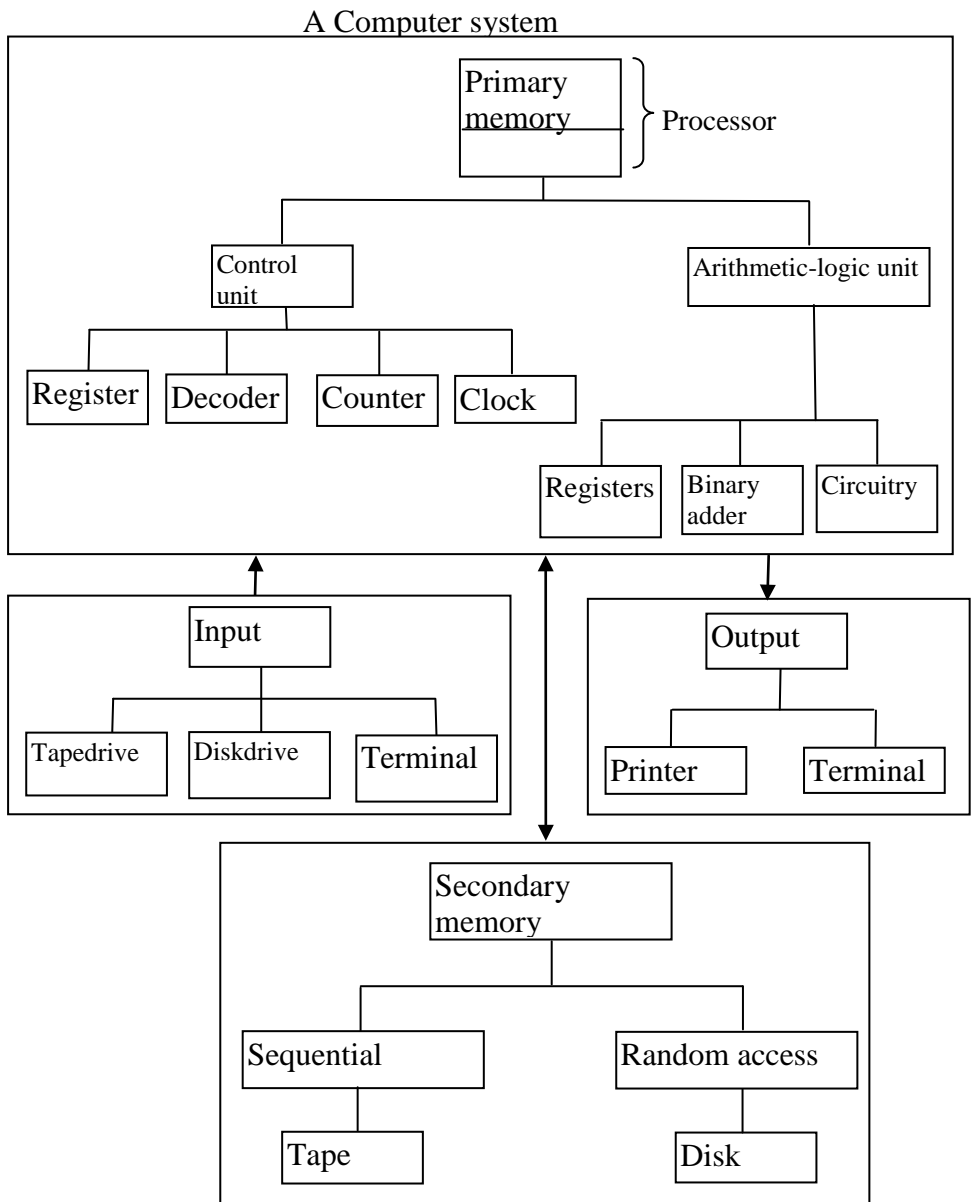 A Computer system
Primary
memory
Processor
Control
unit
Arithmetic-logic unit
Register
Decoder
Counter
Clock
Registers
Binary
adder
Circuitry
Input
Tapedrive
Diskdrive
Terminal
Output
Printer
Terminal
Secondary
memory
Sequential
Random access
Tape
Disk